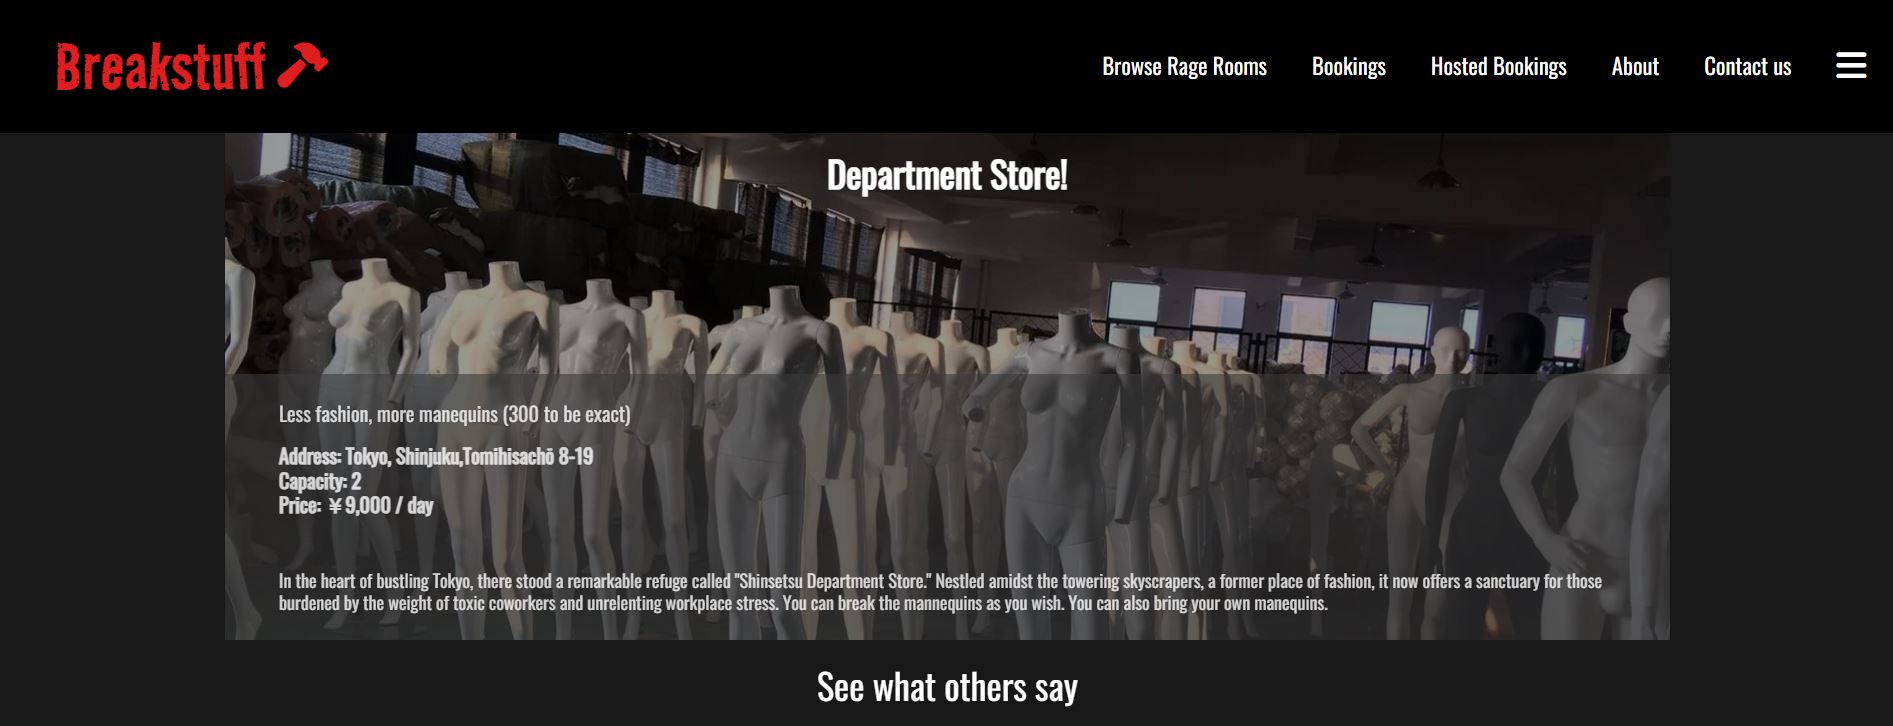 Breakstuff
Browse Rage Rooms
Bookings
Hosted Bookings
About
Contact us
Department Store!
Less fashion, more manequins (300 to be exact)
Address: Tokyo, Shinjuku,Tomihisachō 8-19
Capacity: 2
Price: ¥9,000 / day
In the heart of bustling Tokyo, there stood a remarkable refuge called "Shinsetsu Department Store." Nestled amidst the towering skyscrapers, a former place of fashion, it now offers a sanctuary for those
burdened by the weight of toxic coworkers and unrelenting workplace stress. You can break the mannequins as you wish. You can also bring your own manequins.
See what others say